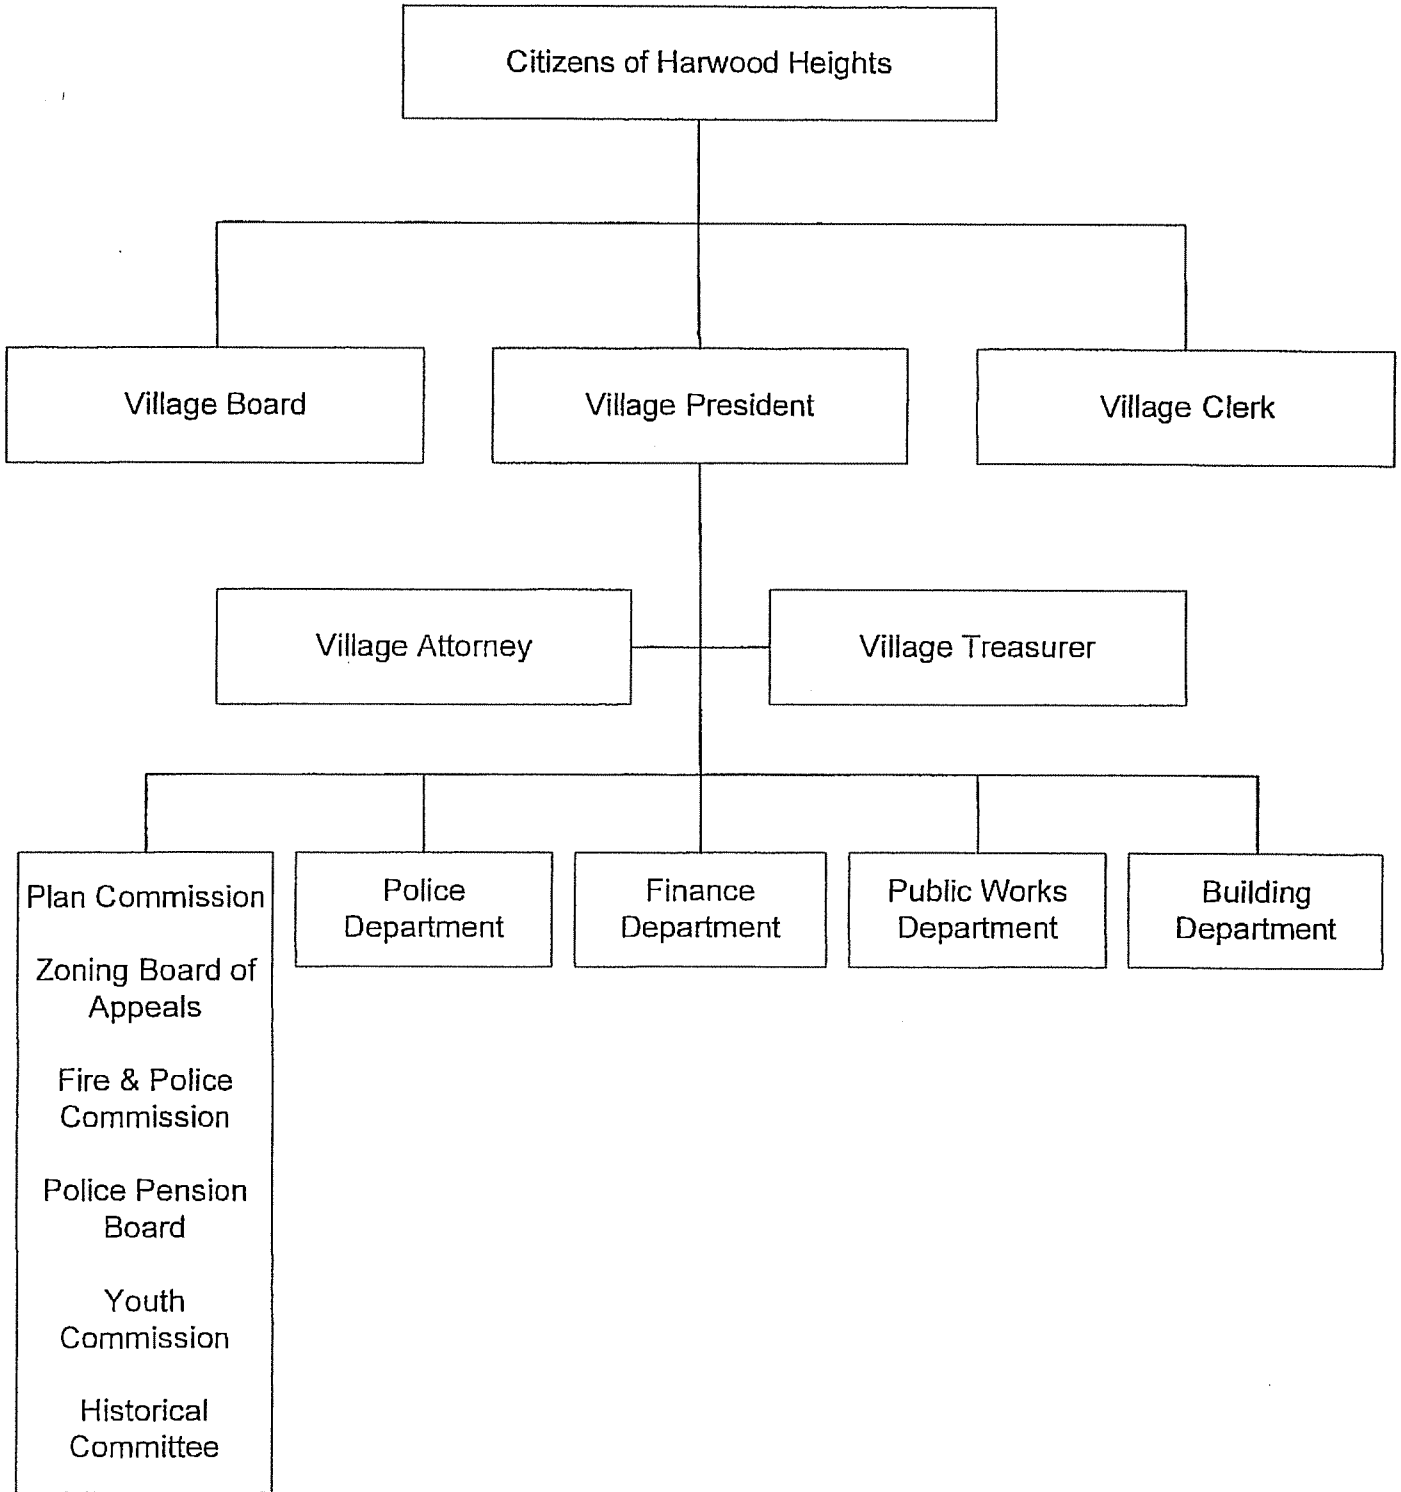 Citizens of Harwood Heights
Village Board
Village President
Village Clerk
Village Attorney
Village Treasurer
Plan Commission
Zoning Board of
Appeals
Fire & Police
Commission
Police Pension
Board
Youth
Commission
Historical
Committee
Police
Department
Finance
Department
Public Works
Department
Building
Department